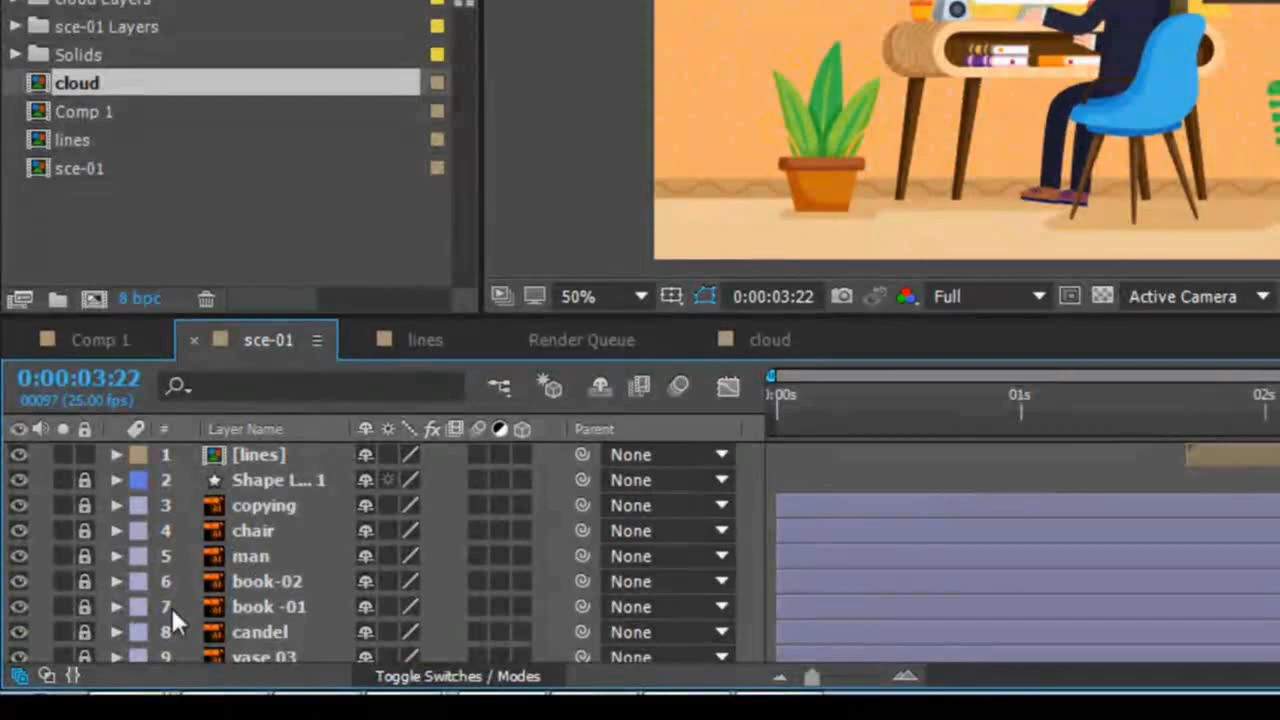 cloud Layers
sce-01 Layers
Solids
cloud
Comp 1
lines
sce-01
8 bpc
50%
0:00:03:22
Full
Active Camera
Comp 1
× sce-01
lines
Render Queue
cloud
0:00:03:22
00097 (25.00 fps)
# Layer Name fx Parent
):00s 01s 02s
1 [lines] None
2 Shape L... 1 None
3 copying None
4 chair None
5 man None
6 book-02 None
7 book -01 None
8 candel None
9 vase 03 None
{} Toggle Switches / Modes